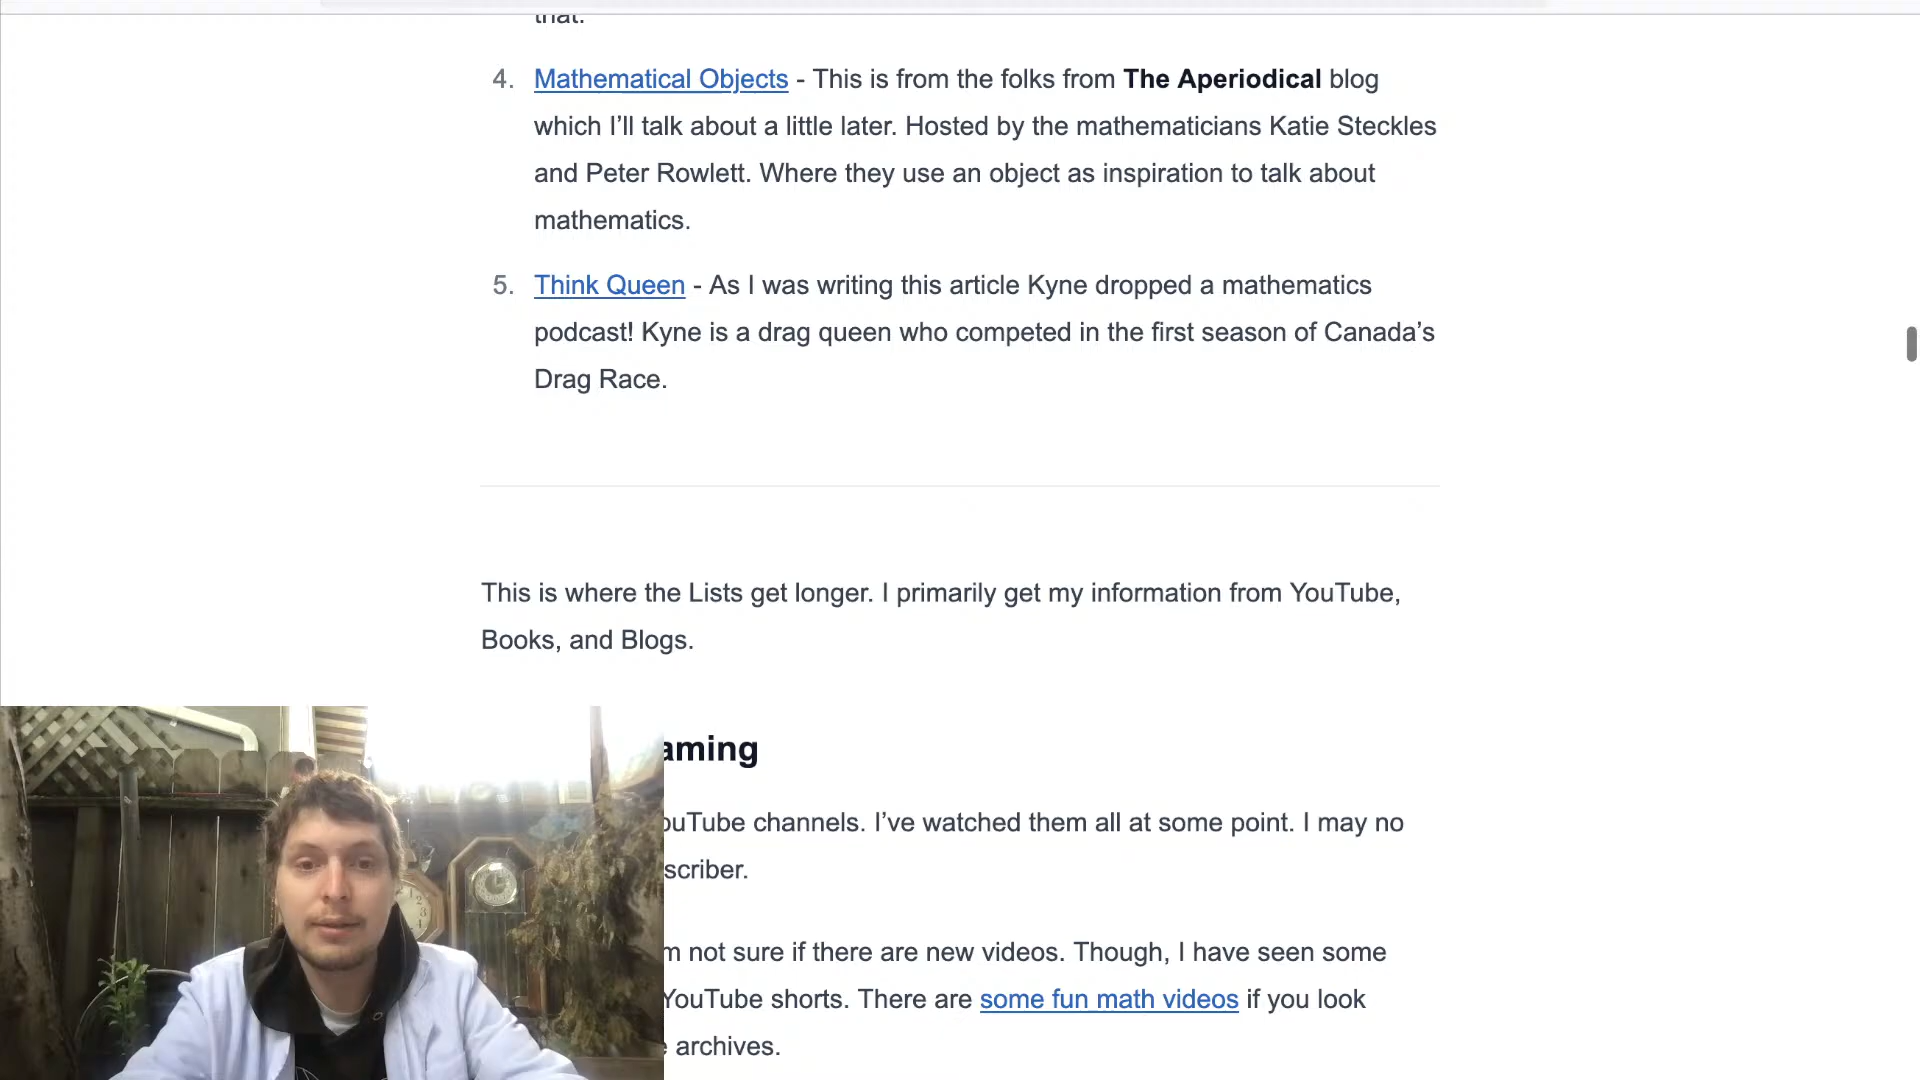 that.
4. Mathematical Objects - This is from the folks from The Aperiodical blog
which I’ll talk about a little later. Hosted by the mathematicians Katie Steckles
and Peter Rowlett. Where they use an object as inspiration to talk about
mathematics.
5. Think Queen - As I was writing this article Kyne dropped a mathematics
podcast! Kyne is a drag queen who competed in the first season of Canada’s
Drag Race.
This is where the Lists get longer. I primarily get my information from YouTube,
Books, and Blogs.
aming
ouTube channels. I’ve watched them all at some point. I may no
scriber.
m not sure if there are new videos. Though, I have seen some
YouTube shorts. There are some fun math videos if you look
archives.